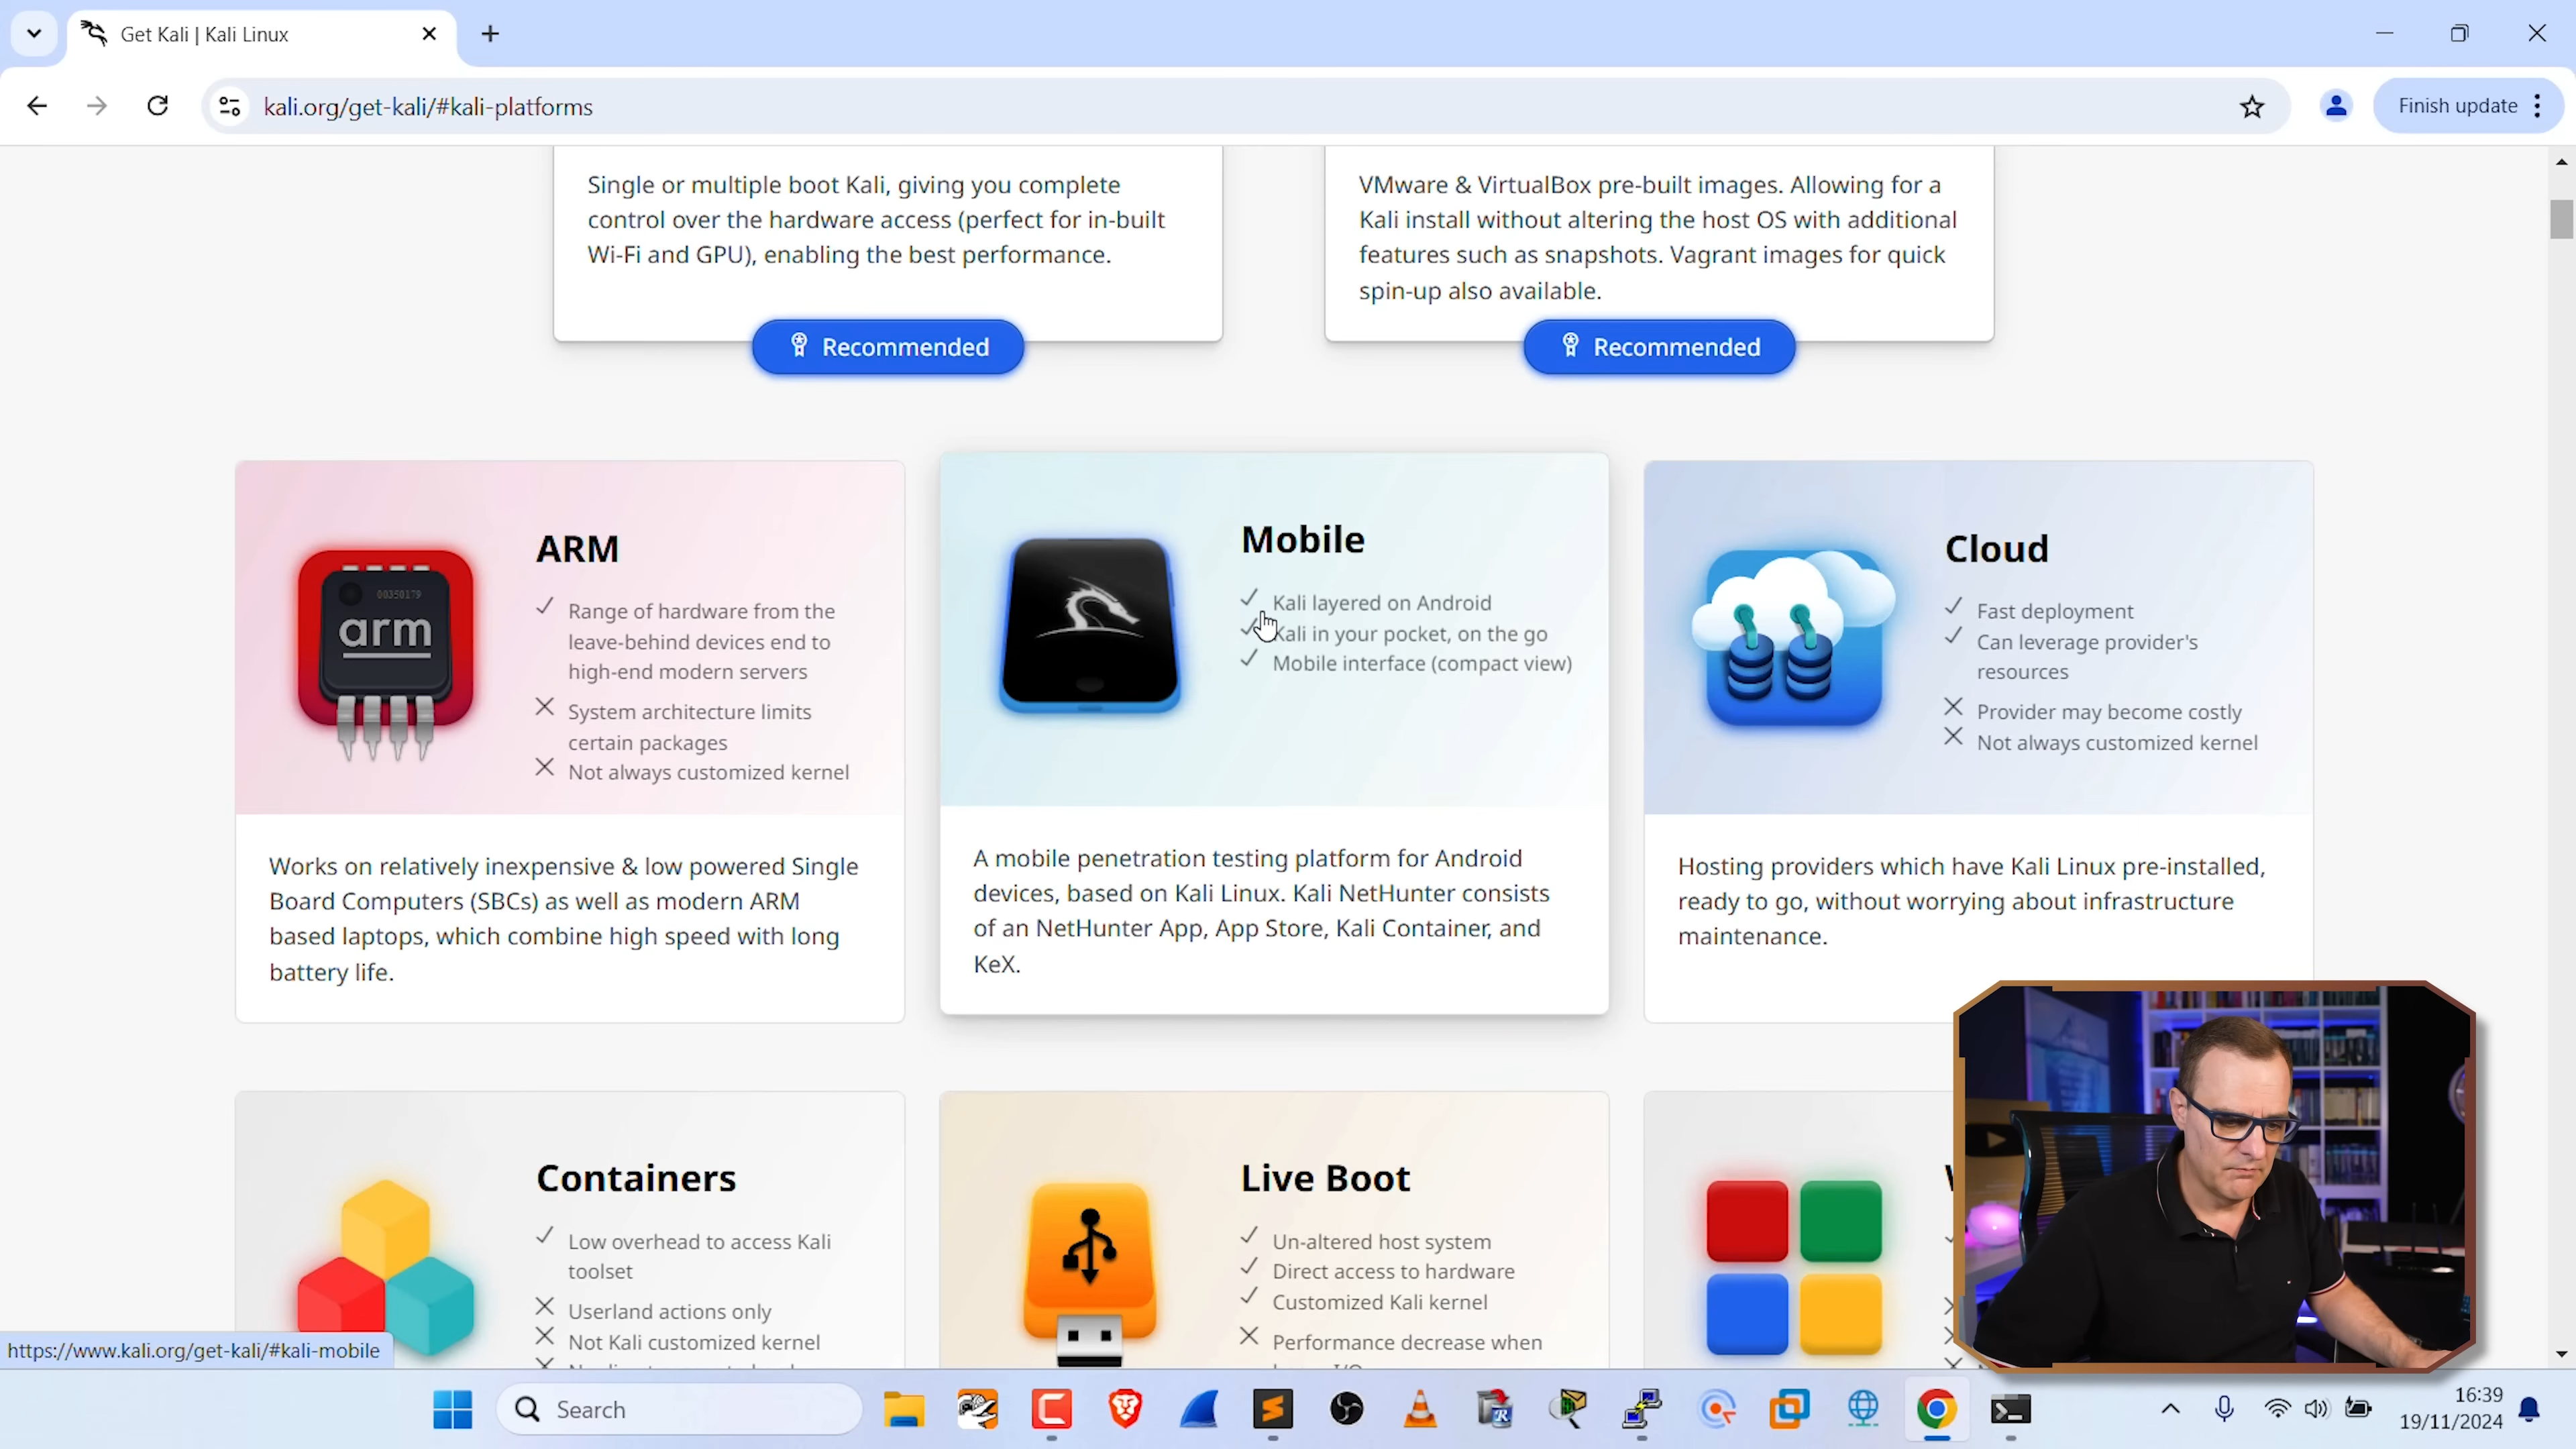 Get Kali | Kali Linux
kali.org/get-kali/#kali-platforms
Finish update
Single or multiple boot Kali, giving you complete
control over the hardware access (perfect for in-built
Wi-Fi and GPU), enabling the best performance.
Recommended
VMware & VirtualBox pre-built images. Allowing for a
Kali install without altering the host OS with additional
features such as snapshots. Vagrant images for quick
spin-up also available.
Recommended
00350179
arm
ARM
Range of hardware from the
leave-behind devices end to
high-end modern servers
System architecture limits
certain packages
Not always customized kernel
Works on relatively inexpensive & low powered Single
Board Computers (SBCs) as well as modern ARM
based laptops, which combine high speed with long
battery life.
Mobile
Kali layered on Android
Kali in your pocket, on the go
Mobile interface (compact view)
A mobile penetration testing platform for Android
devices, based on Kali Linux. Kali NetHunter consists
of an NetHunter App, App Store, Kali Container, and
KeX.
Cloud
Fast deployment
Can leverage provider's
resources
Provider may become costly
Not always customized kernel
Hosting providers which have Kali Linux pre-installed,
ready to go, without worrying about infrastructure
maintenance.
Containers
Low overhead to access Kali
toolset
Userland actions only
Not Kali customized kernel
Live Boot
Un-altered host system
Direct access to hardware
Customized Kali kernel
Performance decrease when
https://www.kali.org/get-kali/#kali-mobile
Search
16:39
19/11/2024